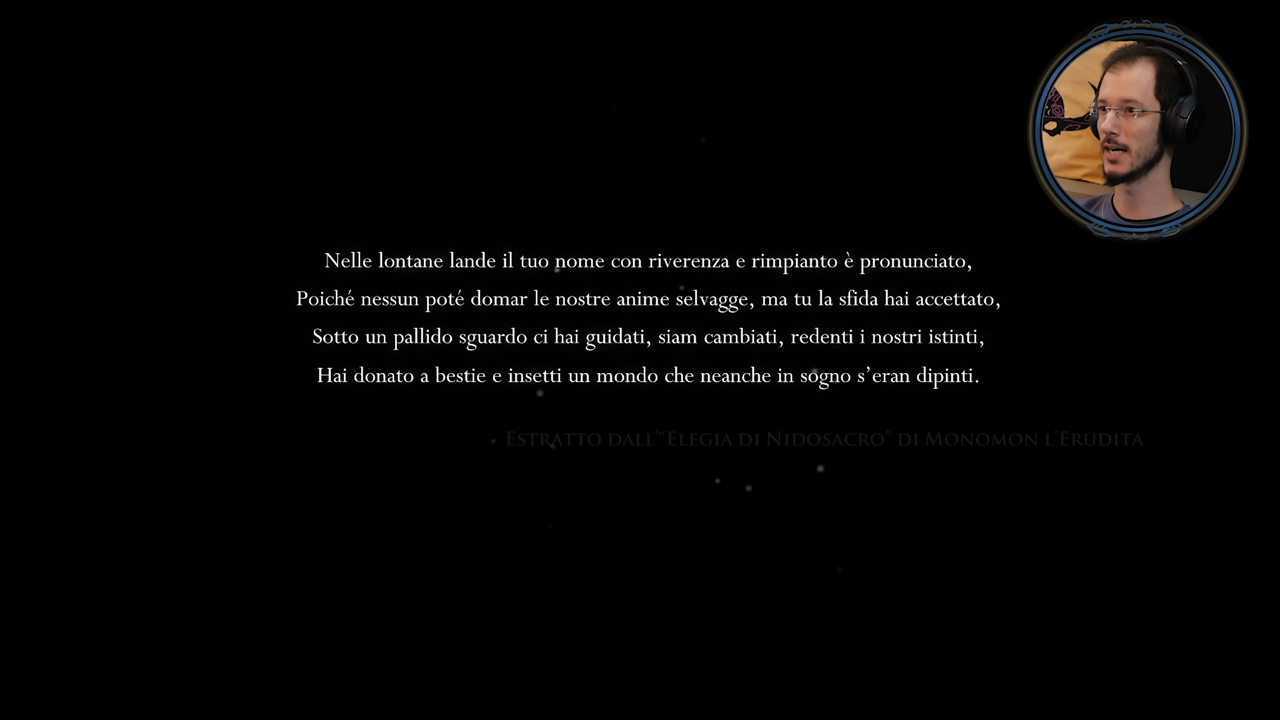 Nelle lontane lande il tuo nome con riverenza e rimpianto è pronunciato,
Poiché nessun poté domar le nostre anime selvagge, ma tu la sfida hai accettato,
Sotto un pallido sguardo ci hai guidati, siam cambiati, redenti i nostri istinti,
Hai donato a bestie e insetti un mondo che neanche in sogno s’eran dipinti.
- Estratto dall'"Elegia di Nidosacro" di Monomon l'Erudita